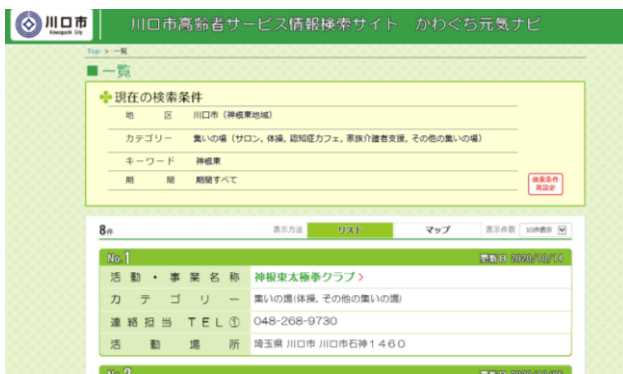 川口市
Kawaguchi City
川口市高齢者サービス情報検索サイト かわぐち元気ナビ
Top > 一覧
一覧
現在の検索条件
地区 川口市（神根東地域）
カテゴリー 集いの場（サロン, 体操, 認知症カフェ, 家族介護者支援, その他の集いの場）
キーワード 神根東
期間 期間すべて
検索条件
再設定
8件 表示方法 リスト マップ 表示件数 10件表示
No.1 更新日 2020/10/14
活動・事業名称 神根東太極拳クラブ >
カテゴリー 集いの場(体操, その他の集いの場)
連絡担当TEL① 048-268-9730
活動場所 埼玉県 川口市 川口市石神１４６０
No.2